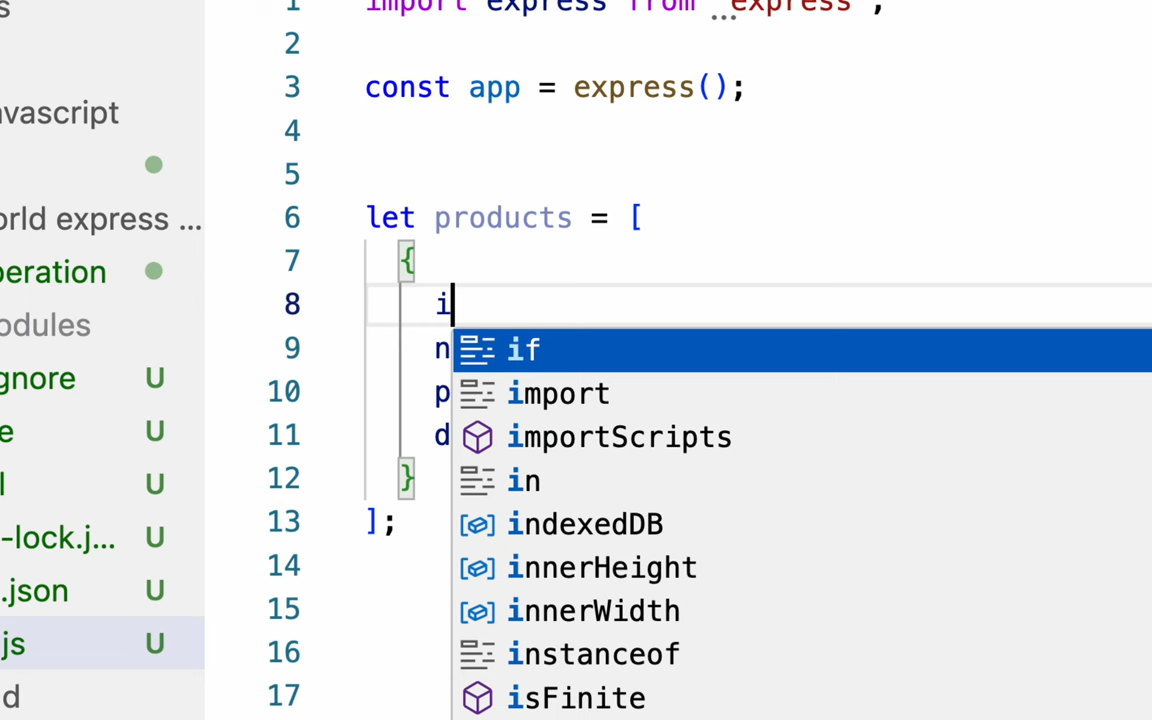 1 import express from "express";
2
vascript
3 const app = express();
4
5
orld express ...
6 let products = [
peration
7 {
8 i
odules
9 n
if
gnore U
10 p
import
e U
11 d
importScripts
l U
12 }
in
-lock.j... U
13 ];
indexedDB
.json U
14
innerHeight
js U
15
innerWidth
16
instanceof
d
17
isFinite